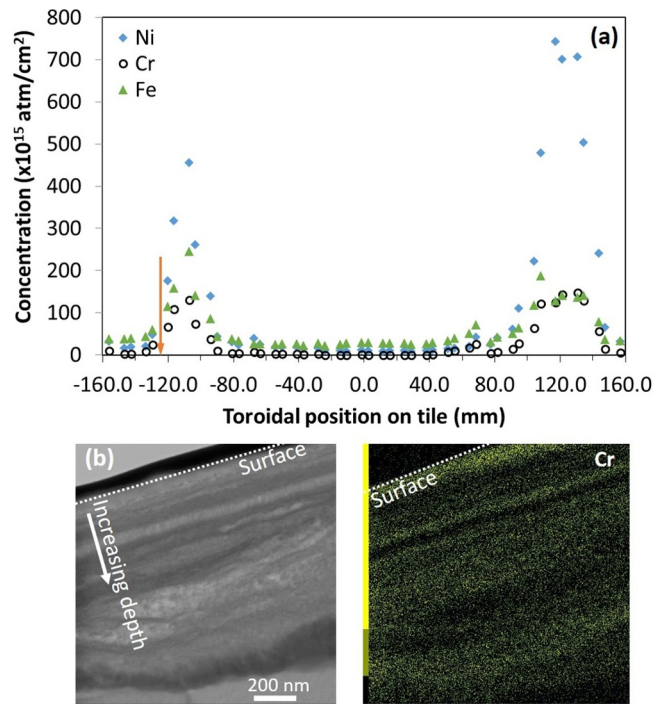 800
700
600
500
400
300
200
100
0
Concentration (x10¹⁵ atm/cm²)
Ni
Cr
Fe
(a)
-160.0 -120.0 -80.0 -40.0 0.0 40.0 80.0 120.0 160.0
Toroidal position on tile (mm)
(b)
Surface
Increasing depth
200 nm
Cr
Surface